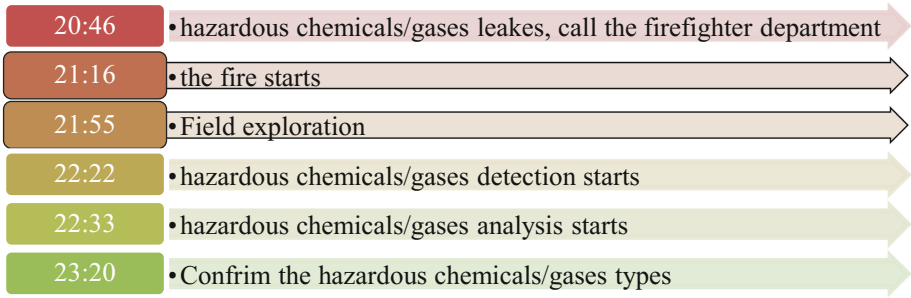 20:46 •hazardous chemicals/gases leakes, call the firefighter department
21:16 •the fire starts
21:55 •Field exploration
22:22 •hazardous chemicals/gases detection starts
22:33 •hazardous chemicals/gases analysis starts
23:20 •Confrim the hazardous chemicals/gases types